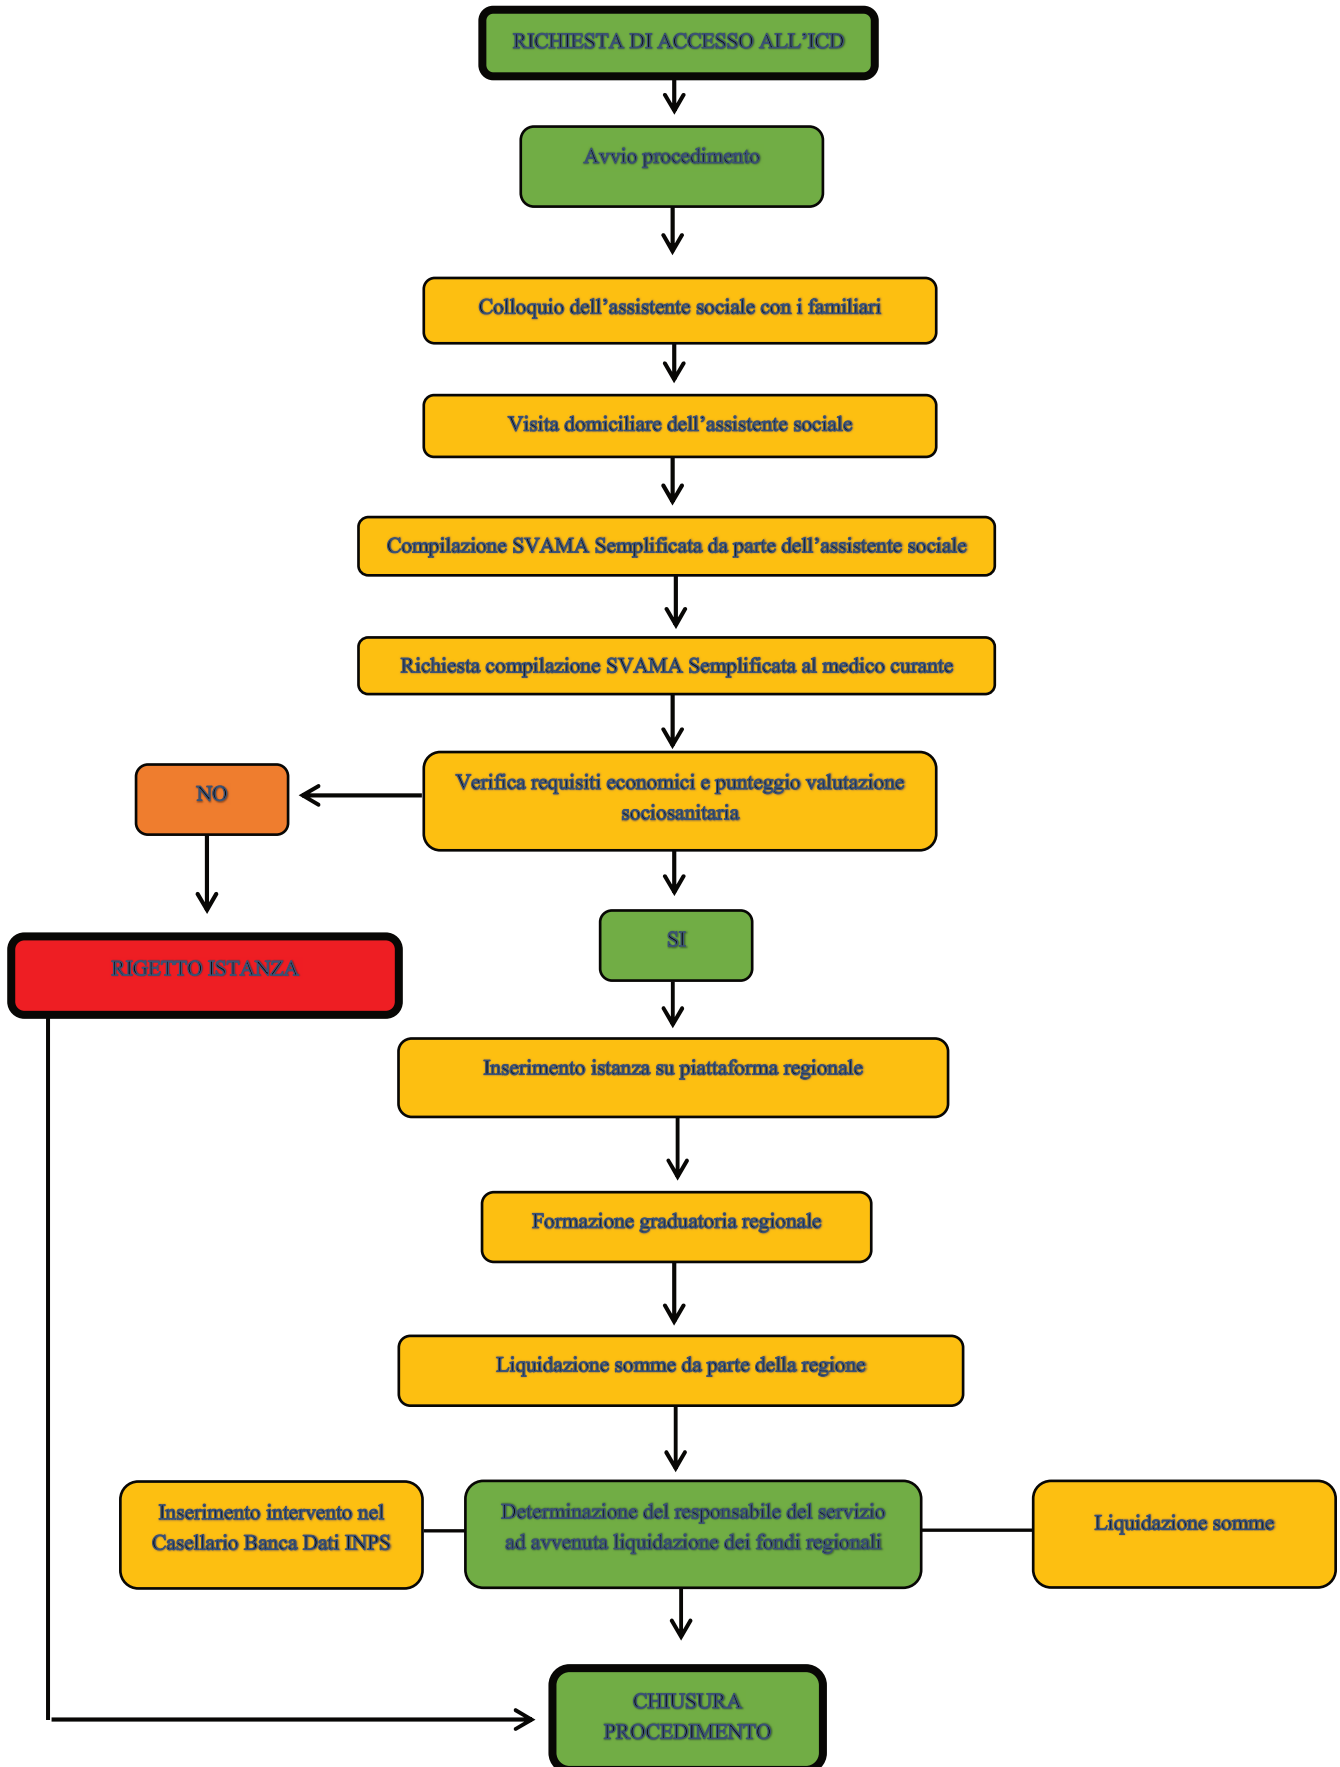 RICHIESTA DI ACCESSO ALL’ICD
Avvio procedimento
Colloquio dell’assistente sociale con i familiari
Visita domiciliare dell’assistente sociale
Compilazione SVAMA Semplificata da parte dell’assistente sociale
Richiesta compilazione SVAMA Semplificata al medico curante
NO
Verifica requisiti economici e punteggio valutazione
sociosanitaria
SI
RIGETTO ISTANZA
Inserimento istanza su piattaforma regionale
Formazione graduatoria regionale
Liquidazione somme da parte della regione
Inserimento intervento nel
Casellario Banca Dati INPS
Determinazione del responsabile del servizio
ad avvenuta liquidazione dei fondi regionali
Liquidazione somme
CHIUSURA
PROCEDIMENTO